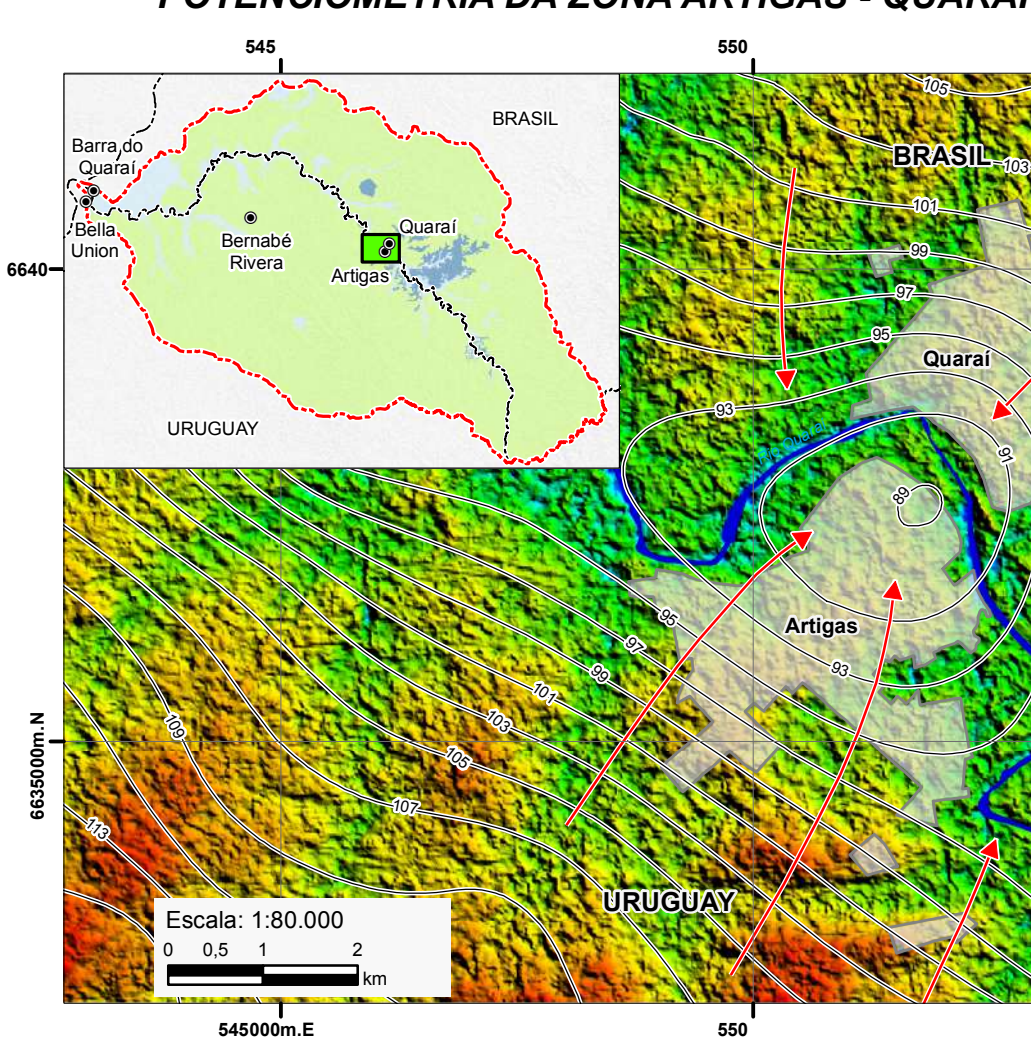 POTENCIOMETRIA DA ZONA ARTIGAS - QUARAÍ
545
550
BRASIL
Barra do
Quaraí
Bella
Union
Bernabé
Rivera
Quaraí
Artigas
URUGUAY
6640
105
BRASIL
103
101
99
97
95
Quaraí
93
Rio Quaraí
91
89
95
Artigas
97
93
99
101
103
109
105
107
113
6635000m.N
URUGUAY
Escala: 1:80.000
0 0,5 1 2
km
545000m.E
550